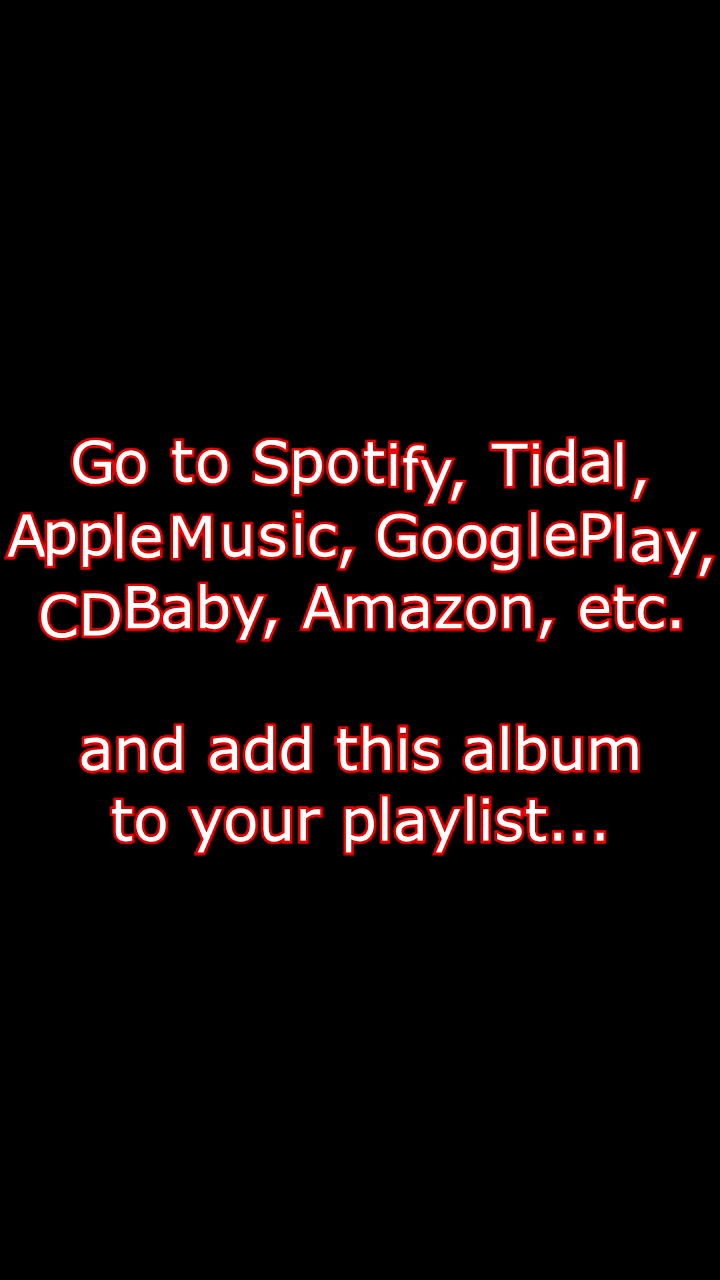 Go to Spotify, Tidal,
AppleMusic, GooglePlay,
CDBaby, Amazon, etc.
and add this album
to your playlist...